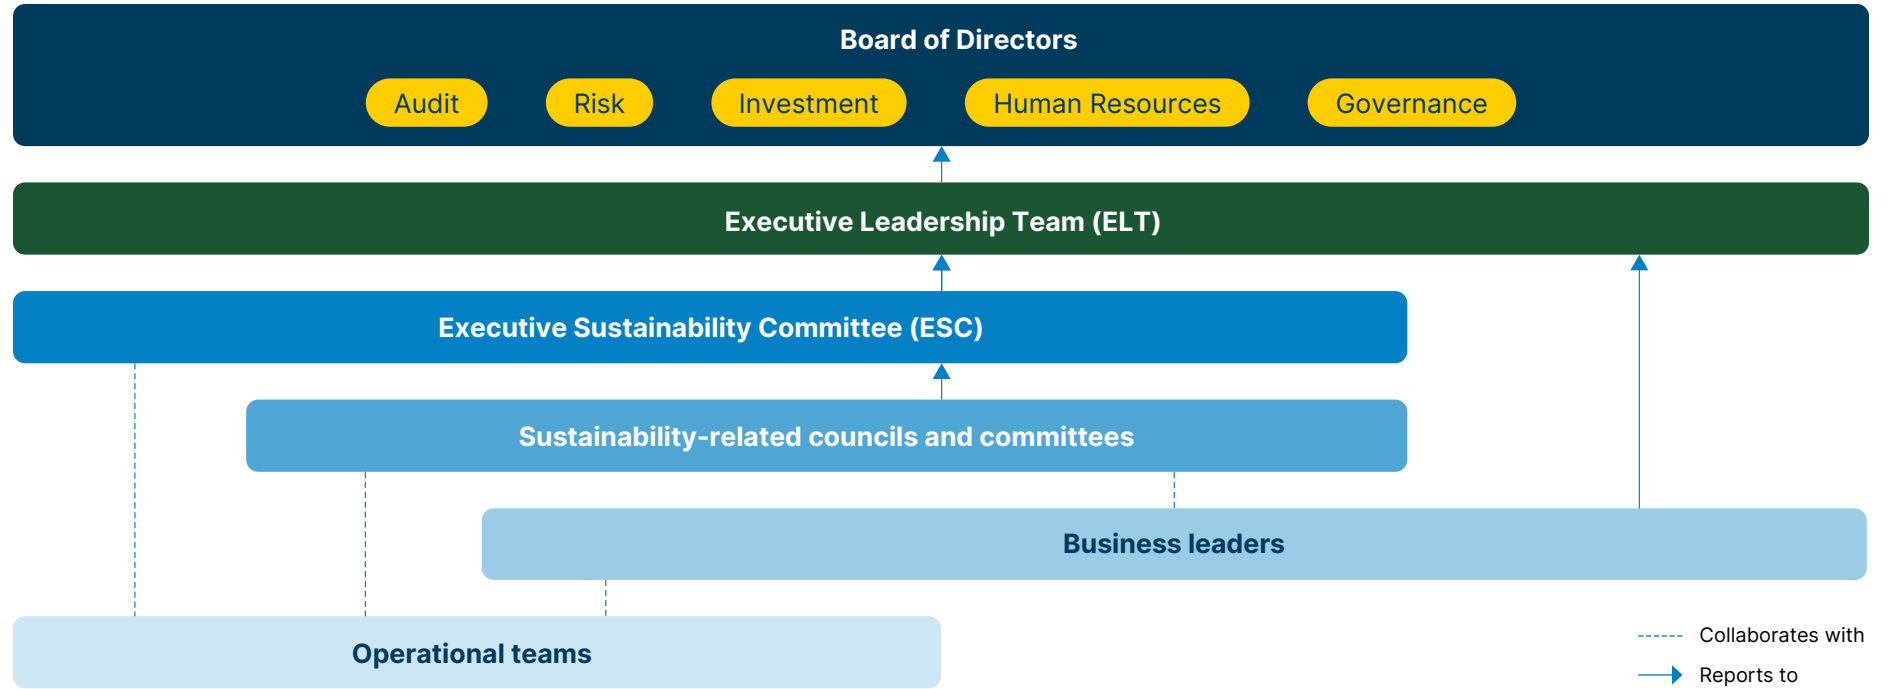 Board of Directors
Audit Risk Investment Human Resources Governance
Executive Leadership Team (ELT)
Executive Sustainability Committee (ESC)
Sustainability-related councils and committees
Business leaders
Operational teams
Collaborates with
Reports to